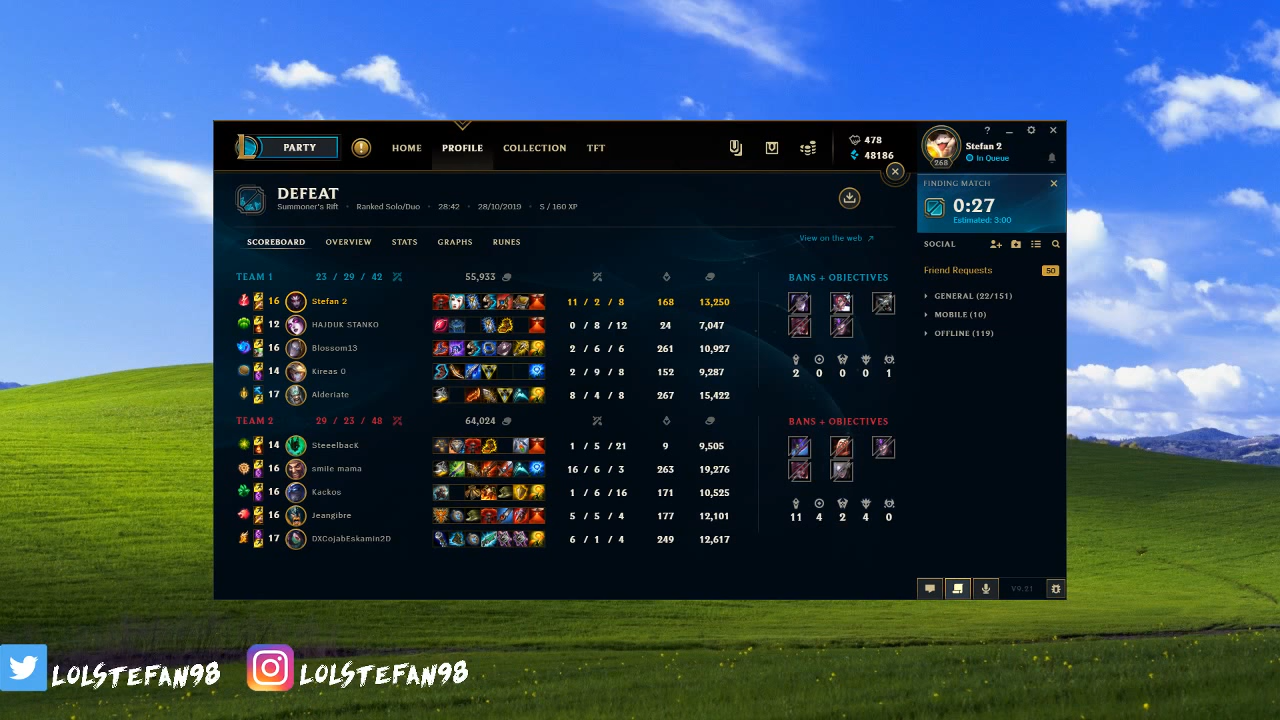 PARTY
HOME
PROFILE
COLLECTION
TFT
478
48186
268
Stefan 2
In Queue
DEFEAT
Summoner's Rift • Ranked Solo/Duo • 28:42 • 28/10/2019 • S / 160 XP
FINDING MATCH
0:27
Estimated: 3:00
SCOREBOARD OVERVIEW STATS GRAPHS RUNES
View on the web
SOCIAL
Friend Requests 50
GENERAL (22/151)
MOBILE (10)
OFFLINE (119)
TEAM 1 23 / 29 / 42 55,933 BANS + OBJECTIVES
16 Stefan 2 11 / 2 / 8 168 13,250
12 HAJDUK STANKO 0 / 8 / 12 24 7,047
16 Blossom13 2 / 6 / 6 261 10,927
14 Kireas 0 2 / 9 / 8 152 9,287
17 Alderiate 8 / 4 / 8 267 15,422
2 0 0 0 1
TEAM 2 29 / 23 / 48 64,024 BANS + OBJECTIVES
14 SteeelbacK 1 / 5 / 21 9 9,505
16 smile mama 16 / 6 / 3 263 19,276
16 Kackos 1 / 6 / 16 171 10,525
16 Jeangibre 5 / 5 / 4 177 12,101
17 DXCojabEskamin2D 6 / 1 / 4 249 12,617
11 4 2 4 0
V9.21
LOLSTEFAN98
LOLSTEFAN98